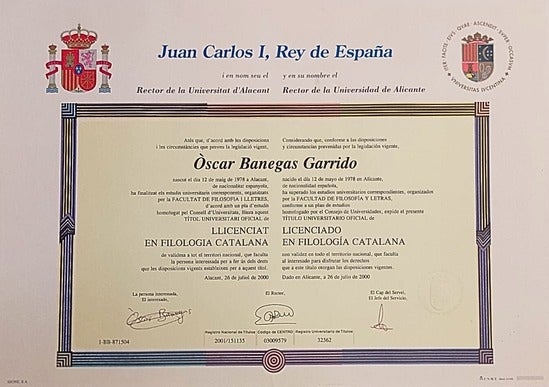 Juan Carlos I, Rey de España
i en nom seu el
y en su nombre el
Rector de la Universitat d'Alacant
Rector de la Universidad de Alicante
Atès que, d'acord amb les disposicions
i les circumstàncies que preveu la legislació vigent,
Considerando que, conforme a las disposiciones
y circunstancias prevenidas por la legislación vigente,
Òscar Banegas Garrido
nascut el dia 12 de maig de 1978 a Alacant,
de nacionalitat espanyola,
ha finalitzat els estudis universitaris corresponents, organitzats
per la FACULTAT DE FILOSOFIA I LLETRES,
d'acord amb un pla d'estudis
homologat pel Consell d'Universitats, lliura aquest
TÍTOL UNIVERSITARI OFICIAL de
nacido el día 12 de mayo de 1978 en Alicante,
de nacionalidad española,
ha superado los estudios universitarios correspondientes, organizados
por la FACULTAD DE FILOSOFÍA Y LETRAS,
conforme a un plan de estudios
homologado por el Consejo de Universidades, expide el presente
TÍTULO UNIVERSITARIO OFICIAL de
LLICENCIAT
EN FILOLOGIA CATALANA
LICENCIADO
EN FILOLOGÍA CATALANA
de validesa a tot el territori nacional, que faculta
la persona interessada per a fer ús dels drets
que les disposicions vigents estableixen per a aquest títol.
Alacant, 26 de juliol de 2000
con validez en todo el territorio nacional, que faculta
al interesado para disfrutar los derechos
que a este título otorgan las disposiciones vigentes.
Dado en Alicante, a 26 de julio de 2000
La persona interessada,
El interesado,
El Rector,
El Cap del Servei,
El Jefe del Servicio,
1-BB-871504
Registro Nacional de Títulos
Código de CENTRO
Registro Universitario de Títulos
2001/151135
03009579
32362